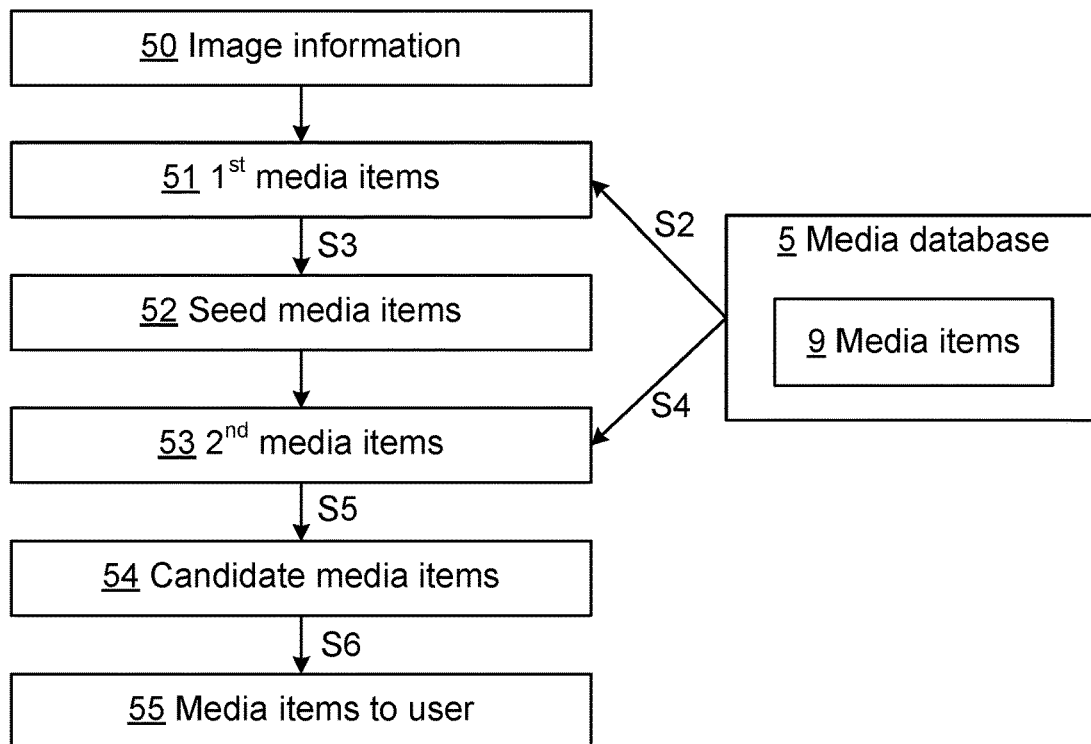 50 Image information
51 1st media items
S3
S2
5 Media database
52 Seed media items
9 Media items
S4
53 2nd media items
S5
54 Candidate media items
S6
55 Media items to user